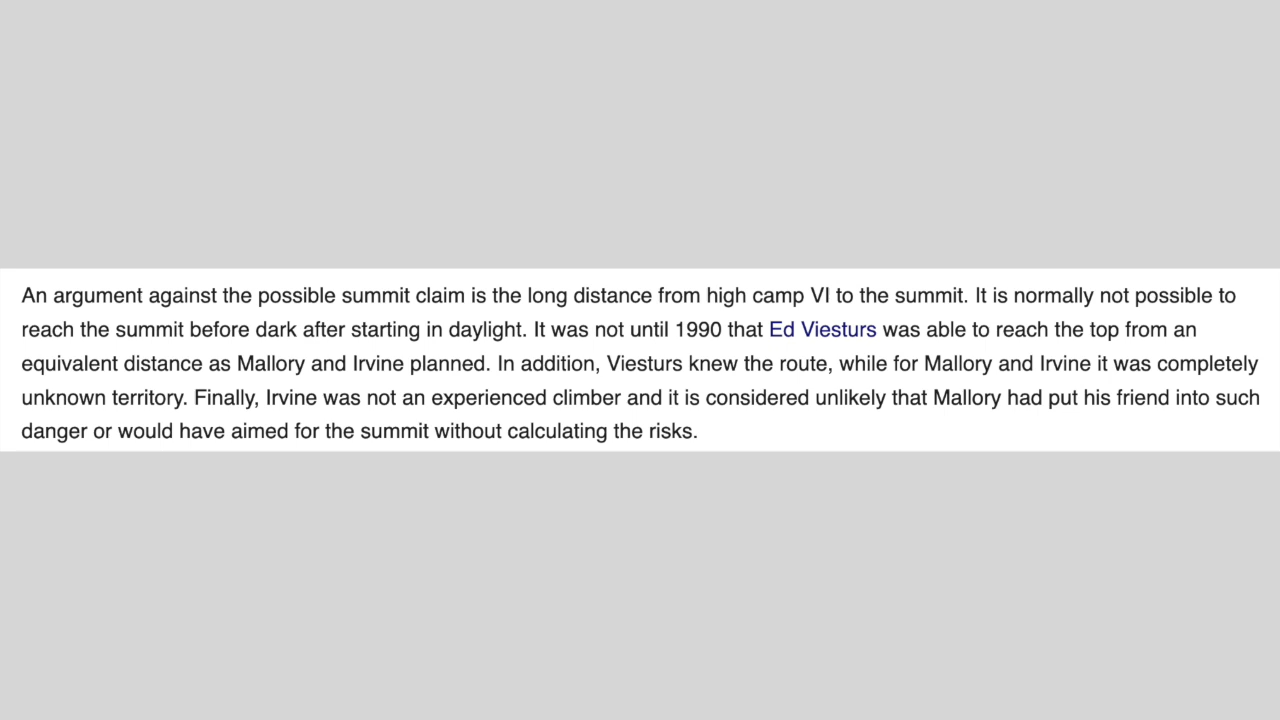 An argument against the possible summit claim is the long distance from high camp VI to the summit. It is normally not possible to
reach the summit before dark after starting in daylight. It was not until 1990 that Ed Viesturs was able to reach the top from an
equivalent distance as Mallory and Irvine planned. In addition, Viesturs knew the route, while for Mallory and Irvine it was completely
unknown territory. Finally, Irvine was not an experienced climber and it is considered unlikely that Mallory had put his friend into such
danger or would have aimed for the summit without calculating the risks.